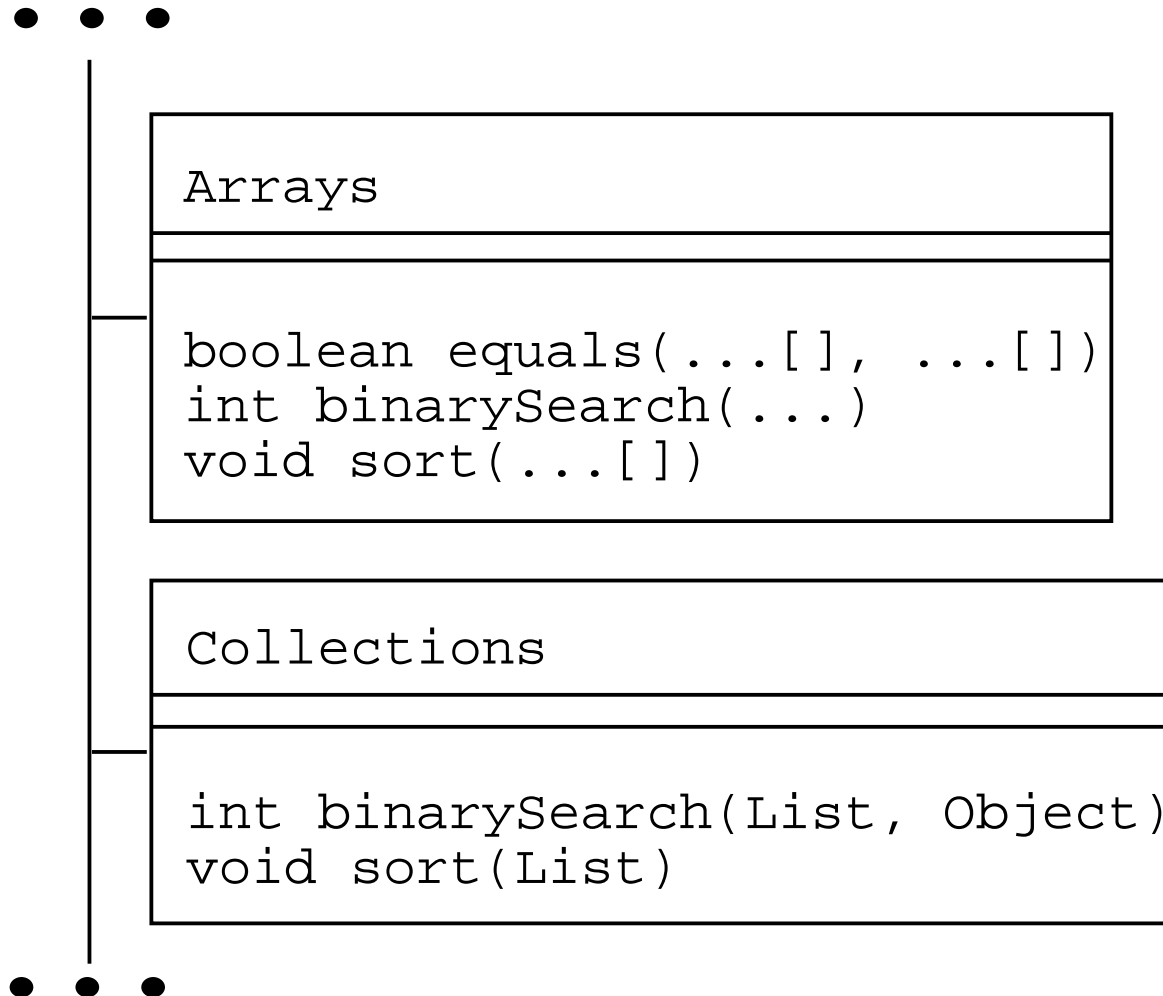 Arrays
boolean equals(...[], ...[])
int binarySearch(...)
void sort(...[])
Collections
int binarySearch(List, Object)
void sort(List)